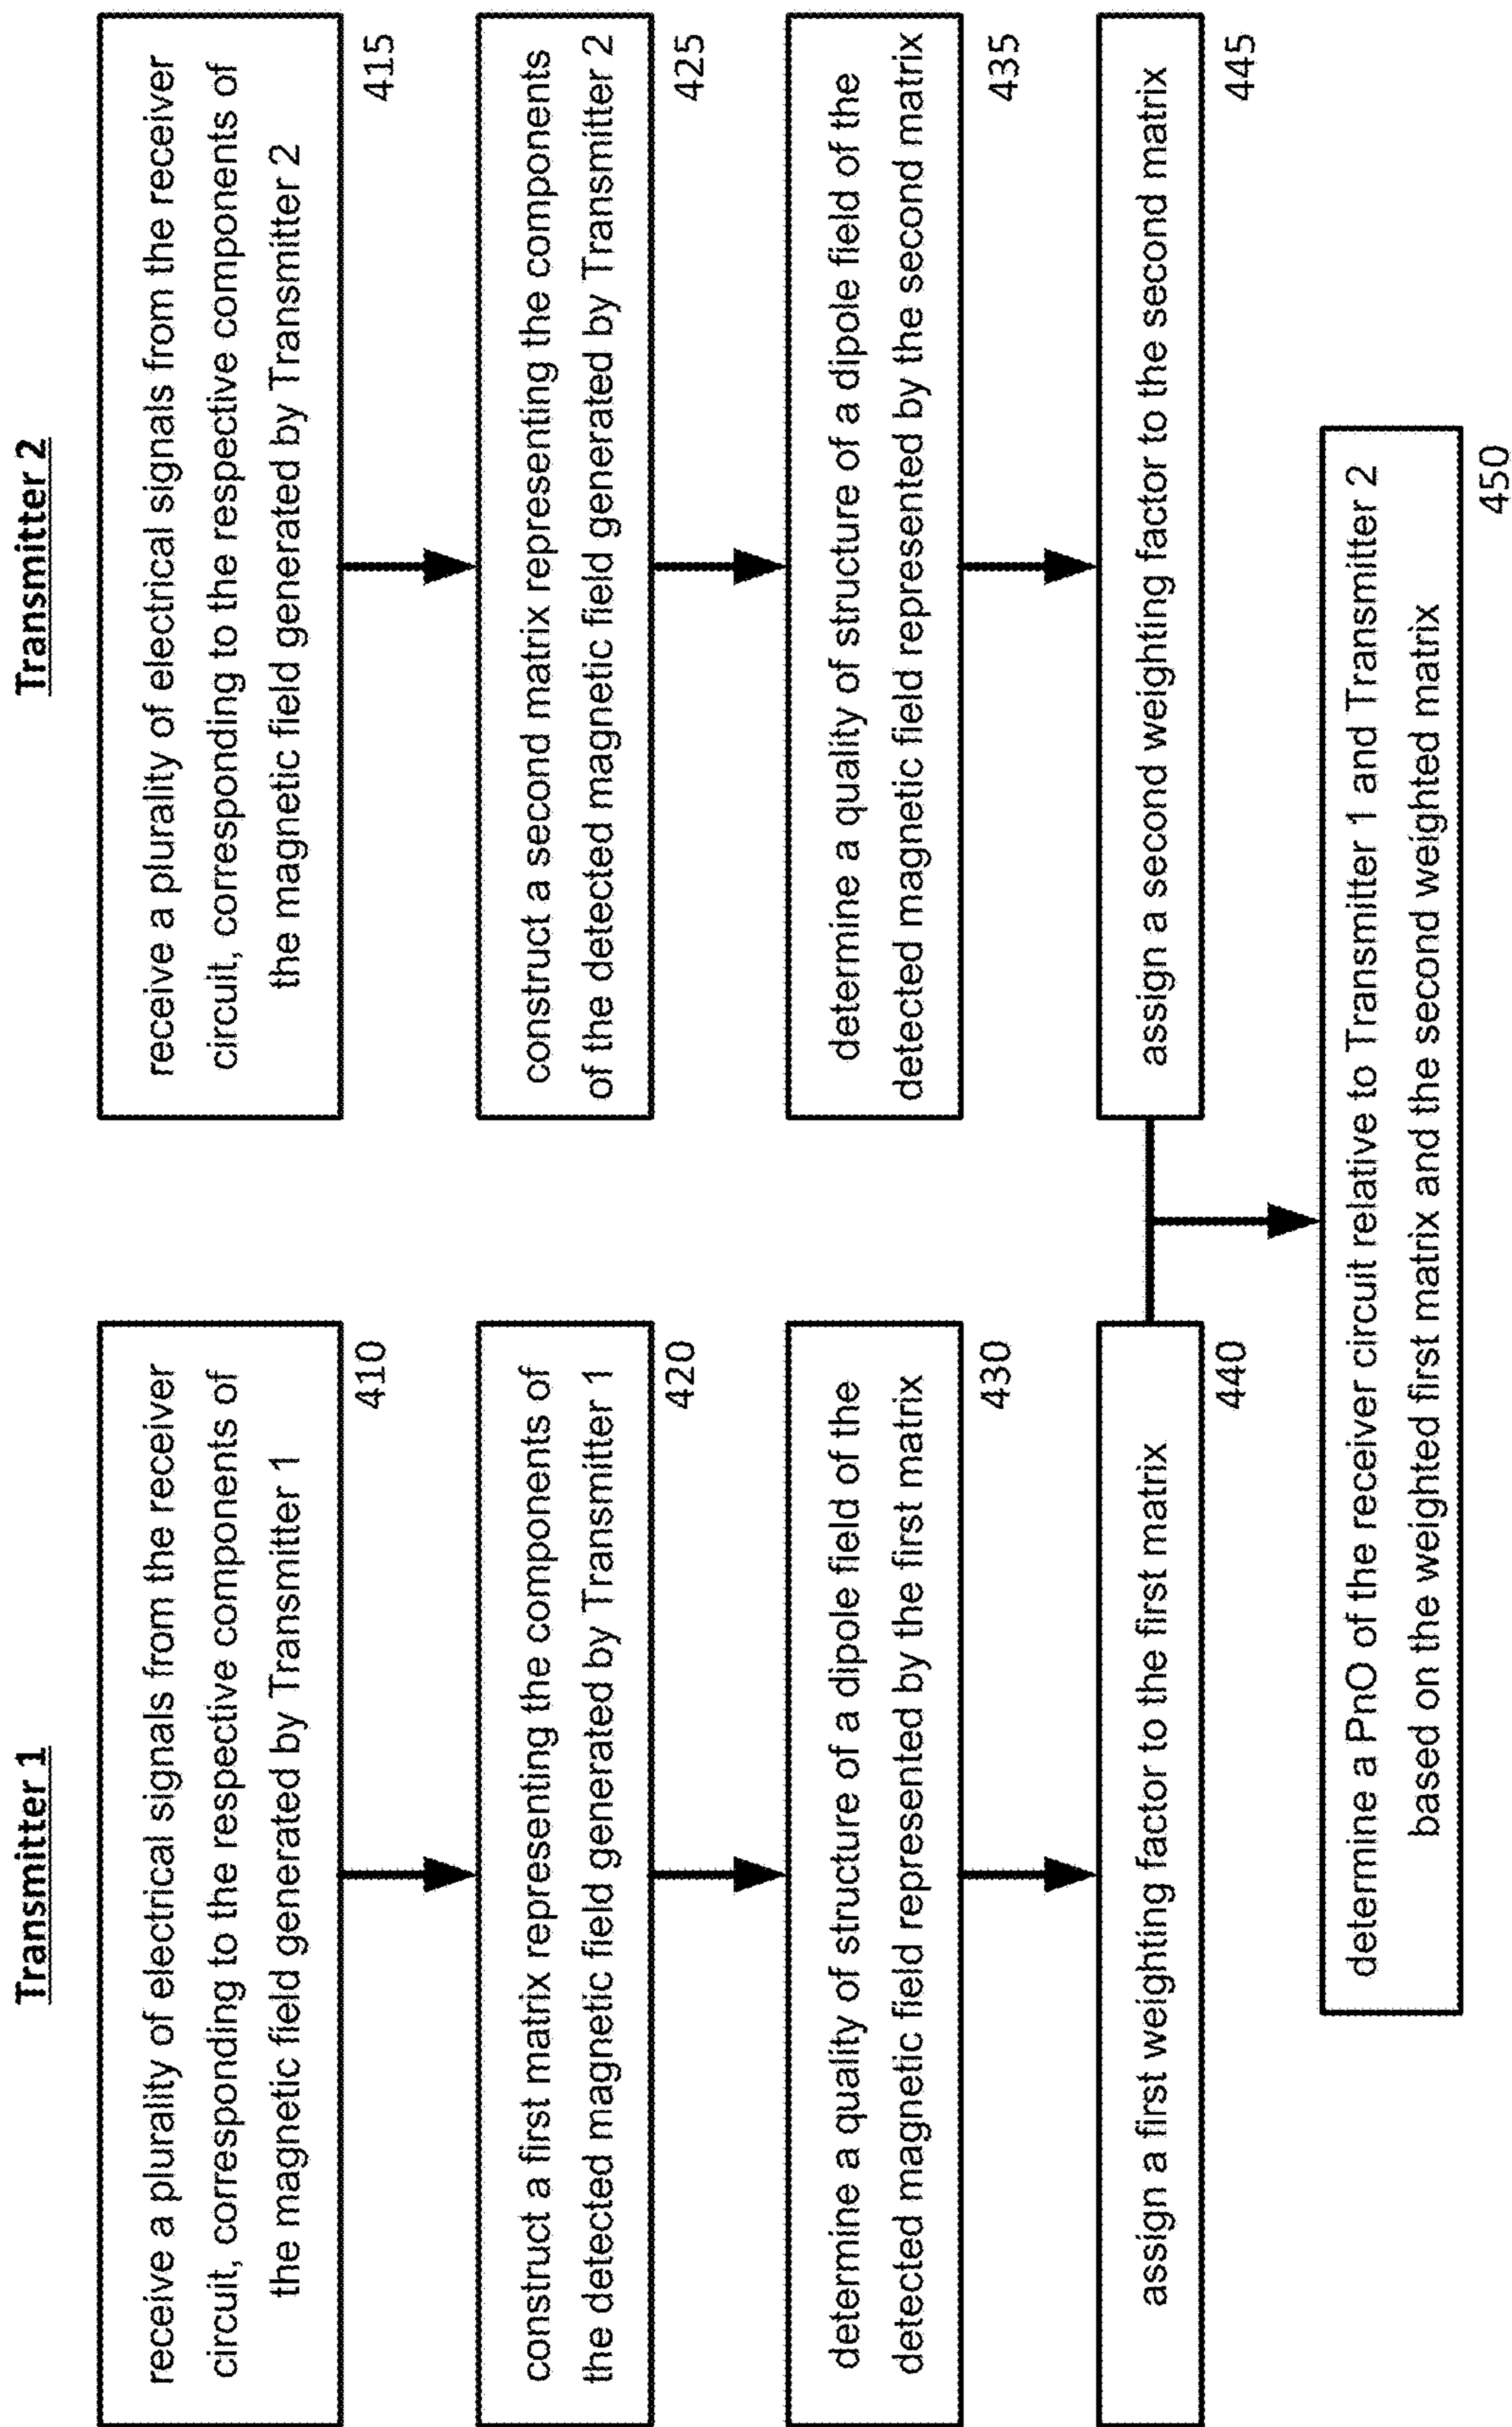 Transmitter 1
receive a plurality of electrical signals from the receiver
circuit, corresponding to the respective components of
the magnetic field generated by Transmitter 1
410
construct a first matrix representing the components of
the detected magnetic field generated by Transmitter 1
420
determine a quality of structure of a dipole field of the
detected magnetic field represented by the first matrix
430
assign a first weighting factor to the first matrix
440
Transmitter 2
receive a plurality of electrical signals from the receiver
circuit, corresponding to the respective components of
the magnetic field generated by Transmitter 2
415
construct a second matrix representing the components
of the detected magnetic field generated by Transmitter 2
425
determine a quality of structure of a dipole field of the
detected magnetic field represented by the second matrix
435
assign a second weighting factor to the second matrix
445
determine a PnO of the receiver circuit relative to Transmitter 1 and Transmitter 2
based on the weighted first matrix and the second weighted matrix
450